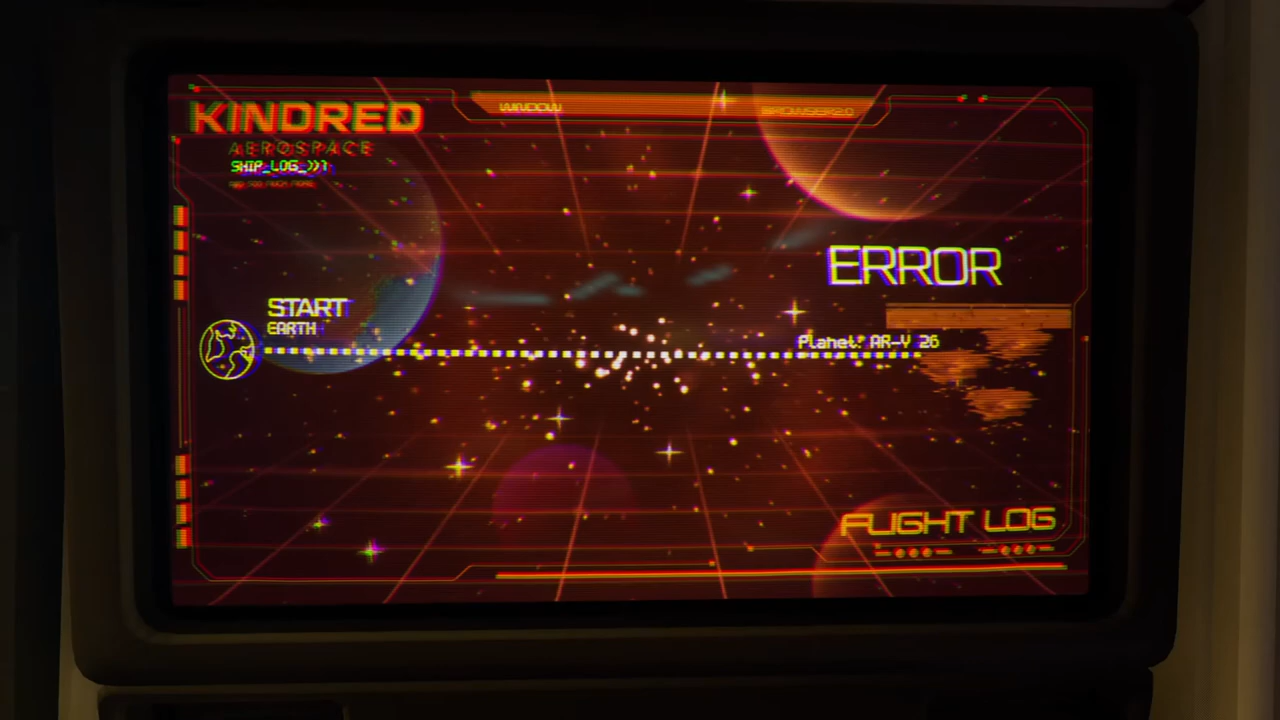 KINDRED
WINDOW
BROWSER2.0
AEROSPACE
SHIP_LOG_>>1
ERROR
START
EARTH
Planet: AR-V 26
FLIGHT LOG